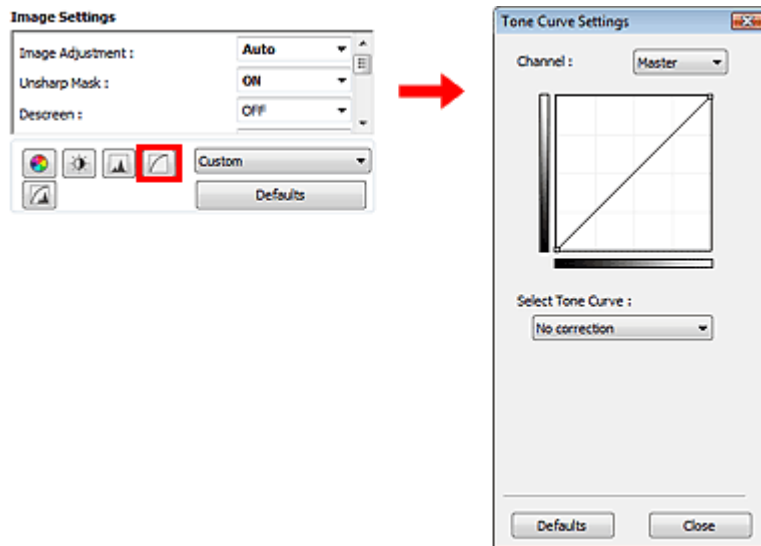 Image Settings
Image Adjustment : Auto
Unsharp Mask : ON
Descreen : OFF
Custom
Defaults
Tone Curve Settings
Channel : Master
Select Tone Curve :
No correction
Defaults Close